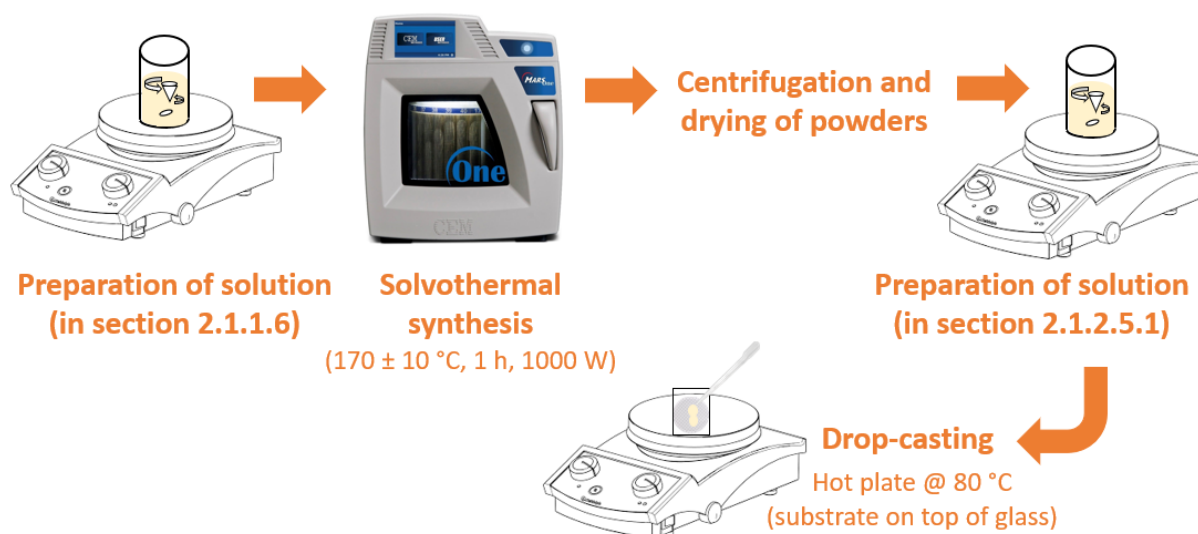 CEM
MARS
One
CEM
Centrifugation and
drying of powders
Preparation of solution
(in section 2.1.1.6)
Solvothermal
synthesis
(170 ± 10 °C, 1 h, 1000 W)
Preparation of solution
(in section 2.1.2.5.1)
Drop-casting
Hot plate @ 80 °C
(substrate on top of glass)